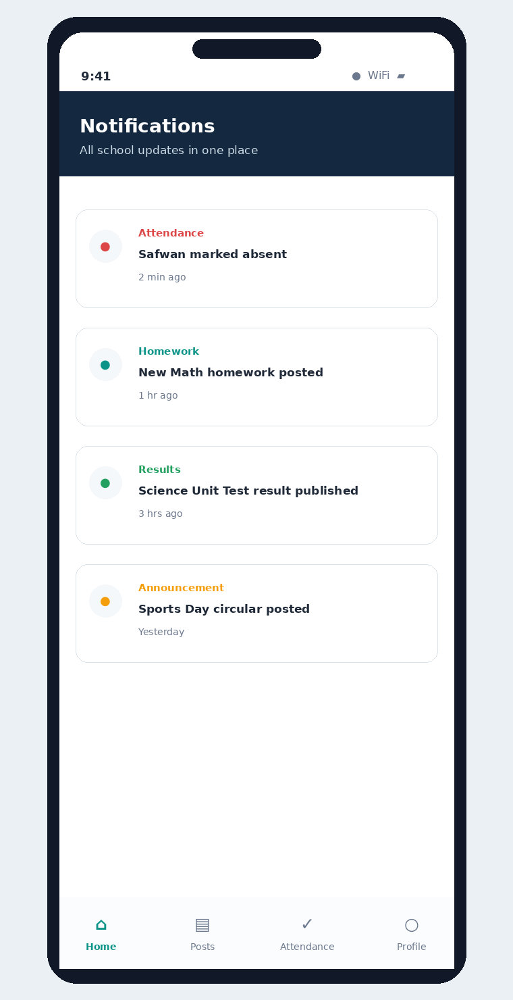 9:41
WiFi
Notifications
All school updates in one place
Attendance
Safwan marked absent
2 min ago
Homework
New Math homework posted
1 hr ago
Results
Science Unit Test result published
3 hrs ago
Announcement
Sports Day circular posted
Yesterday
Home
Posts
Attendance
Profile